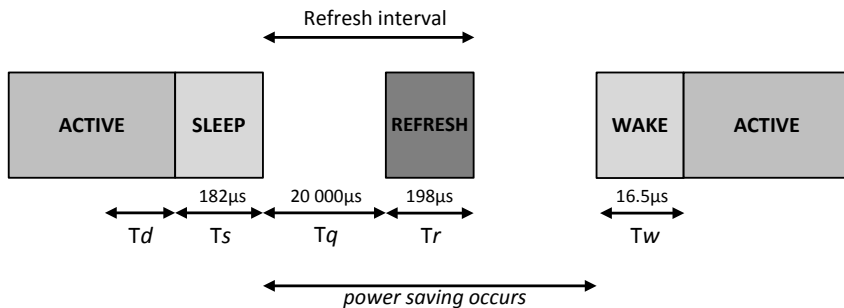 Refresh interval
ACTIVE SLEEP REFRESH WAKE ACTIVE
182µs 20 000µs 198µs 16.5µs
Td Ts Tq Tr Tw
power saving occurs